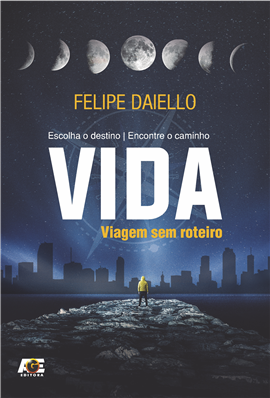 FELIPE DAIELLO
Escolha o destino | Encontre o caminho
VIDA
Viagem sem roteiro
AGE
EDITORA